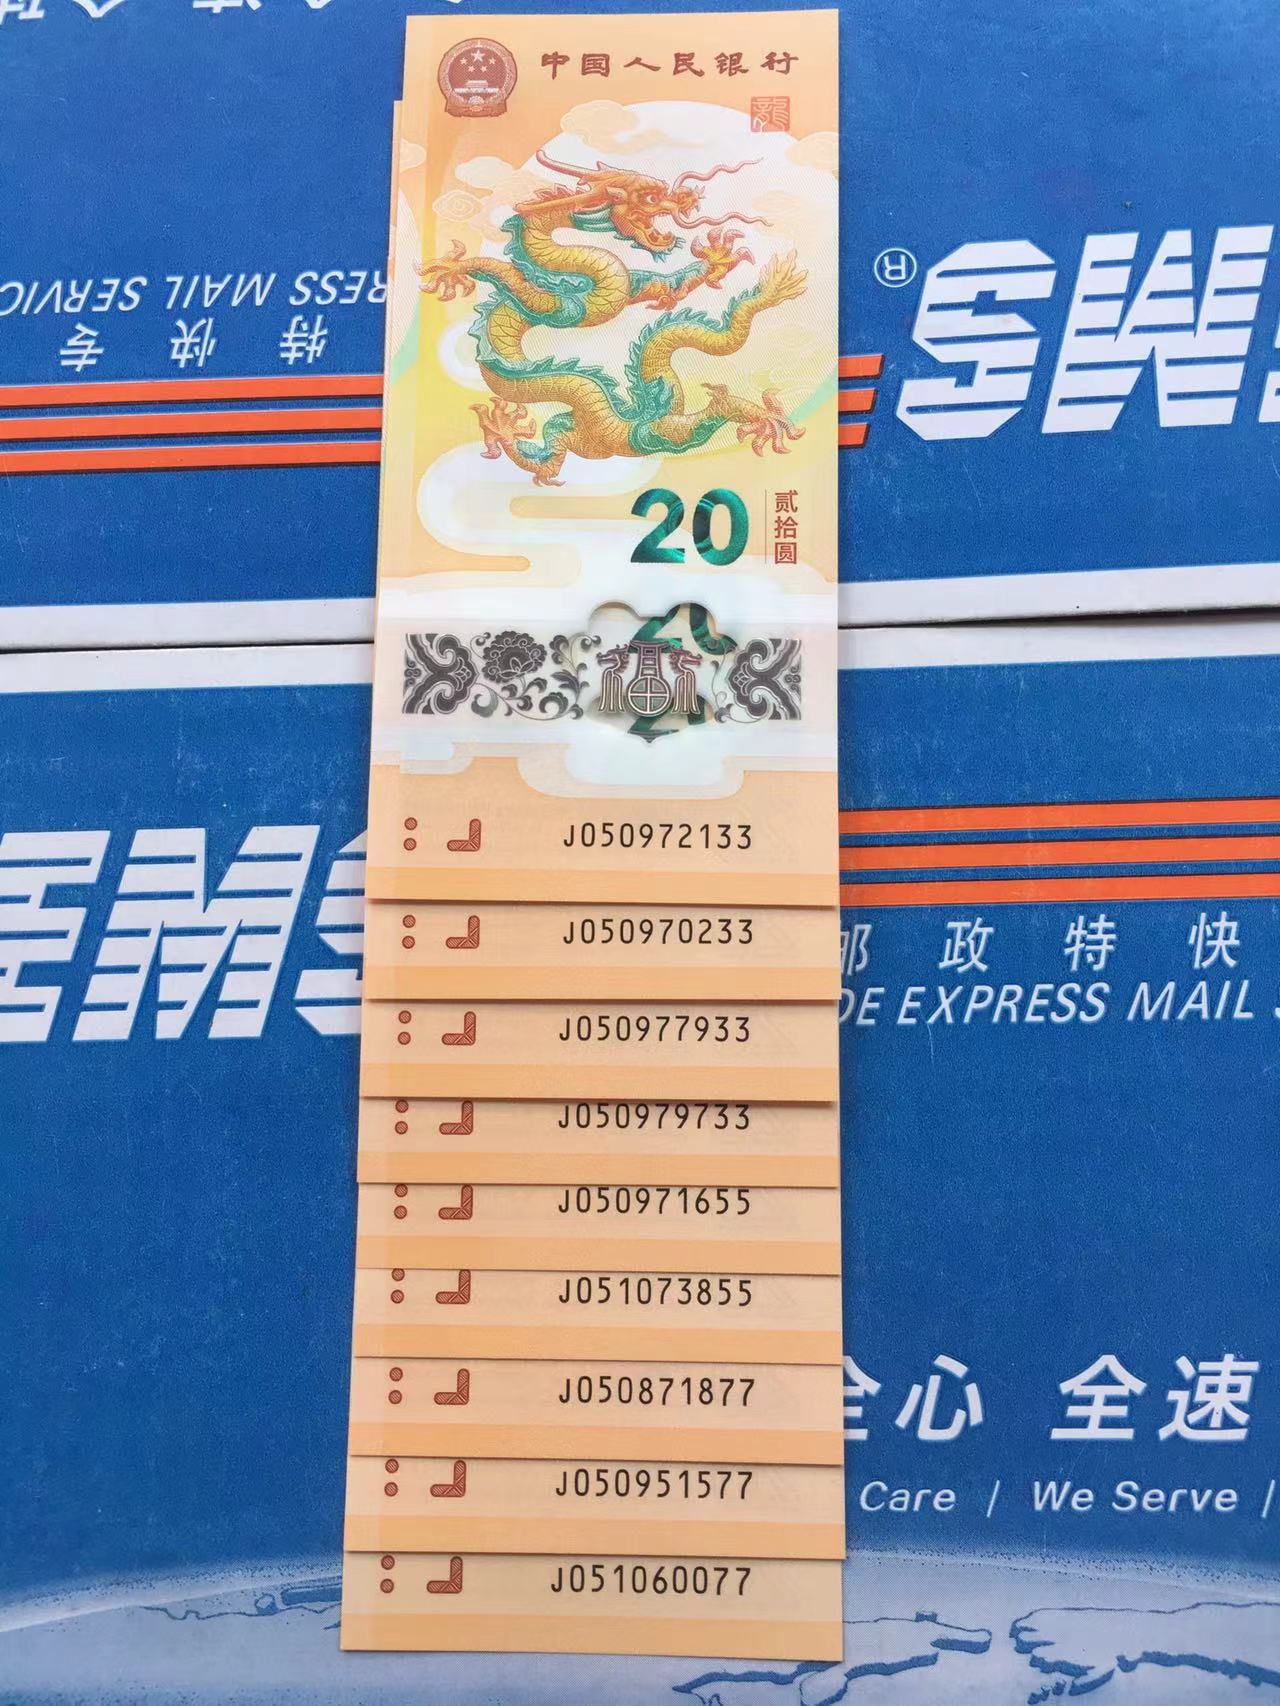 中国人民银行
龍
RESS MAIL SERVIC
特 快 专
®
20
贰拾圆
20
J050972133
J050970233
邮 政 特 快
DE EXPRESS MAIL
J050977933
J050979733
J050971655
J051073855
J050871877
全心 全速
J050951577
Care / We Serve /
J051060077